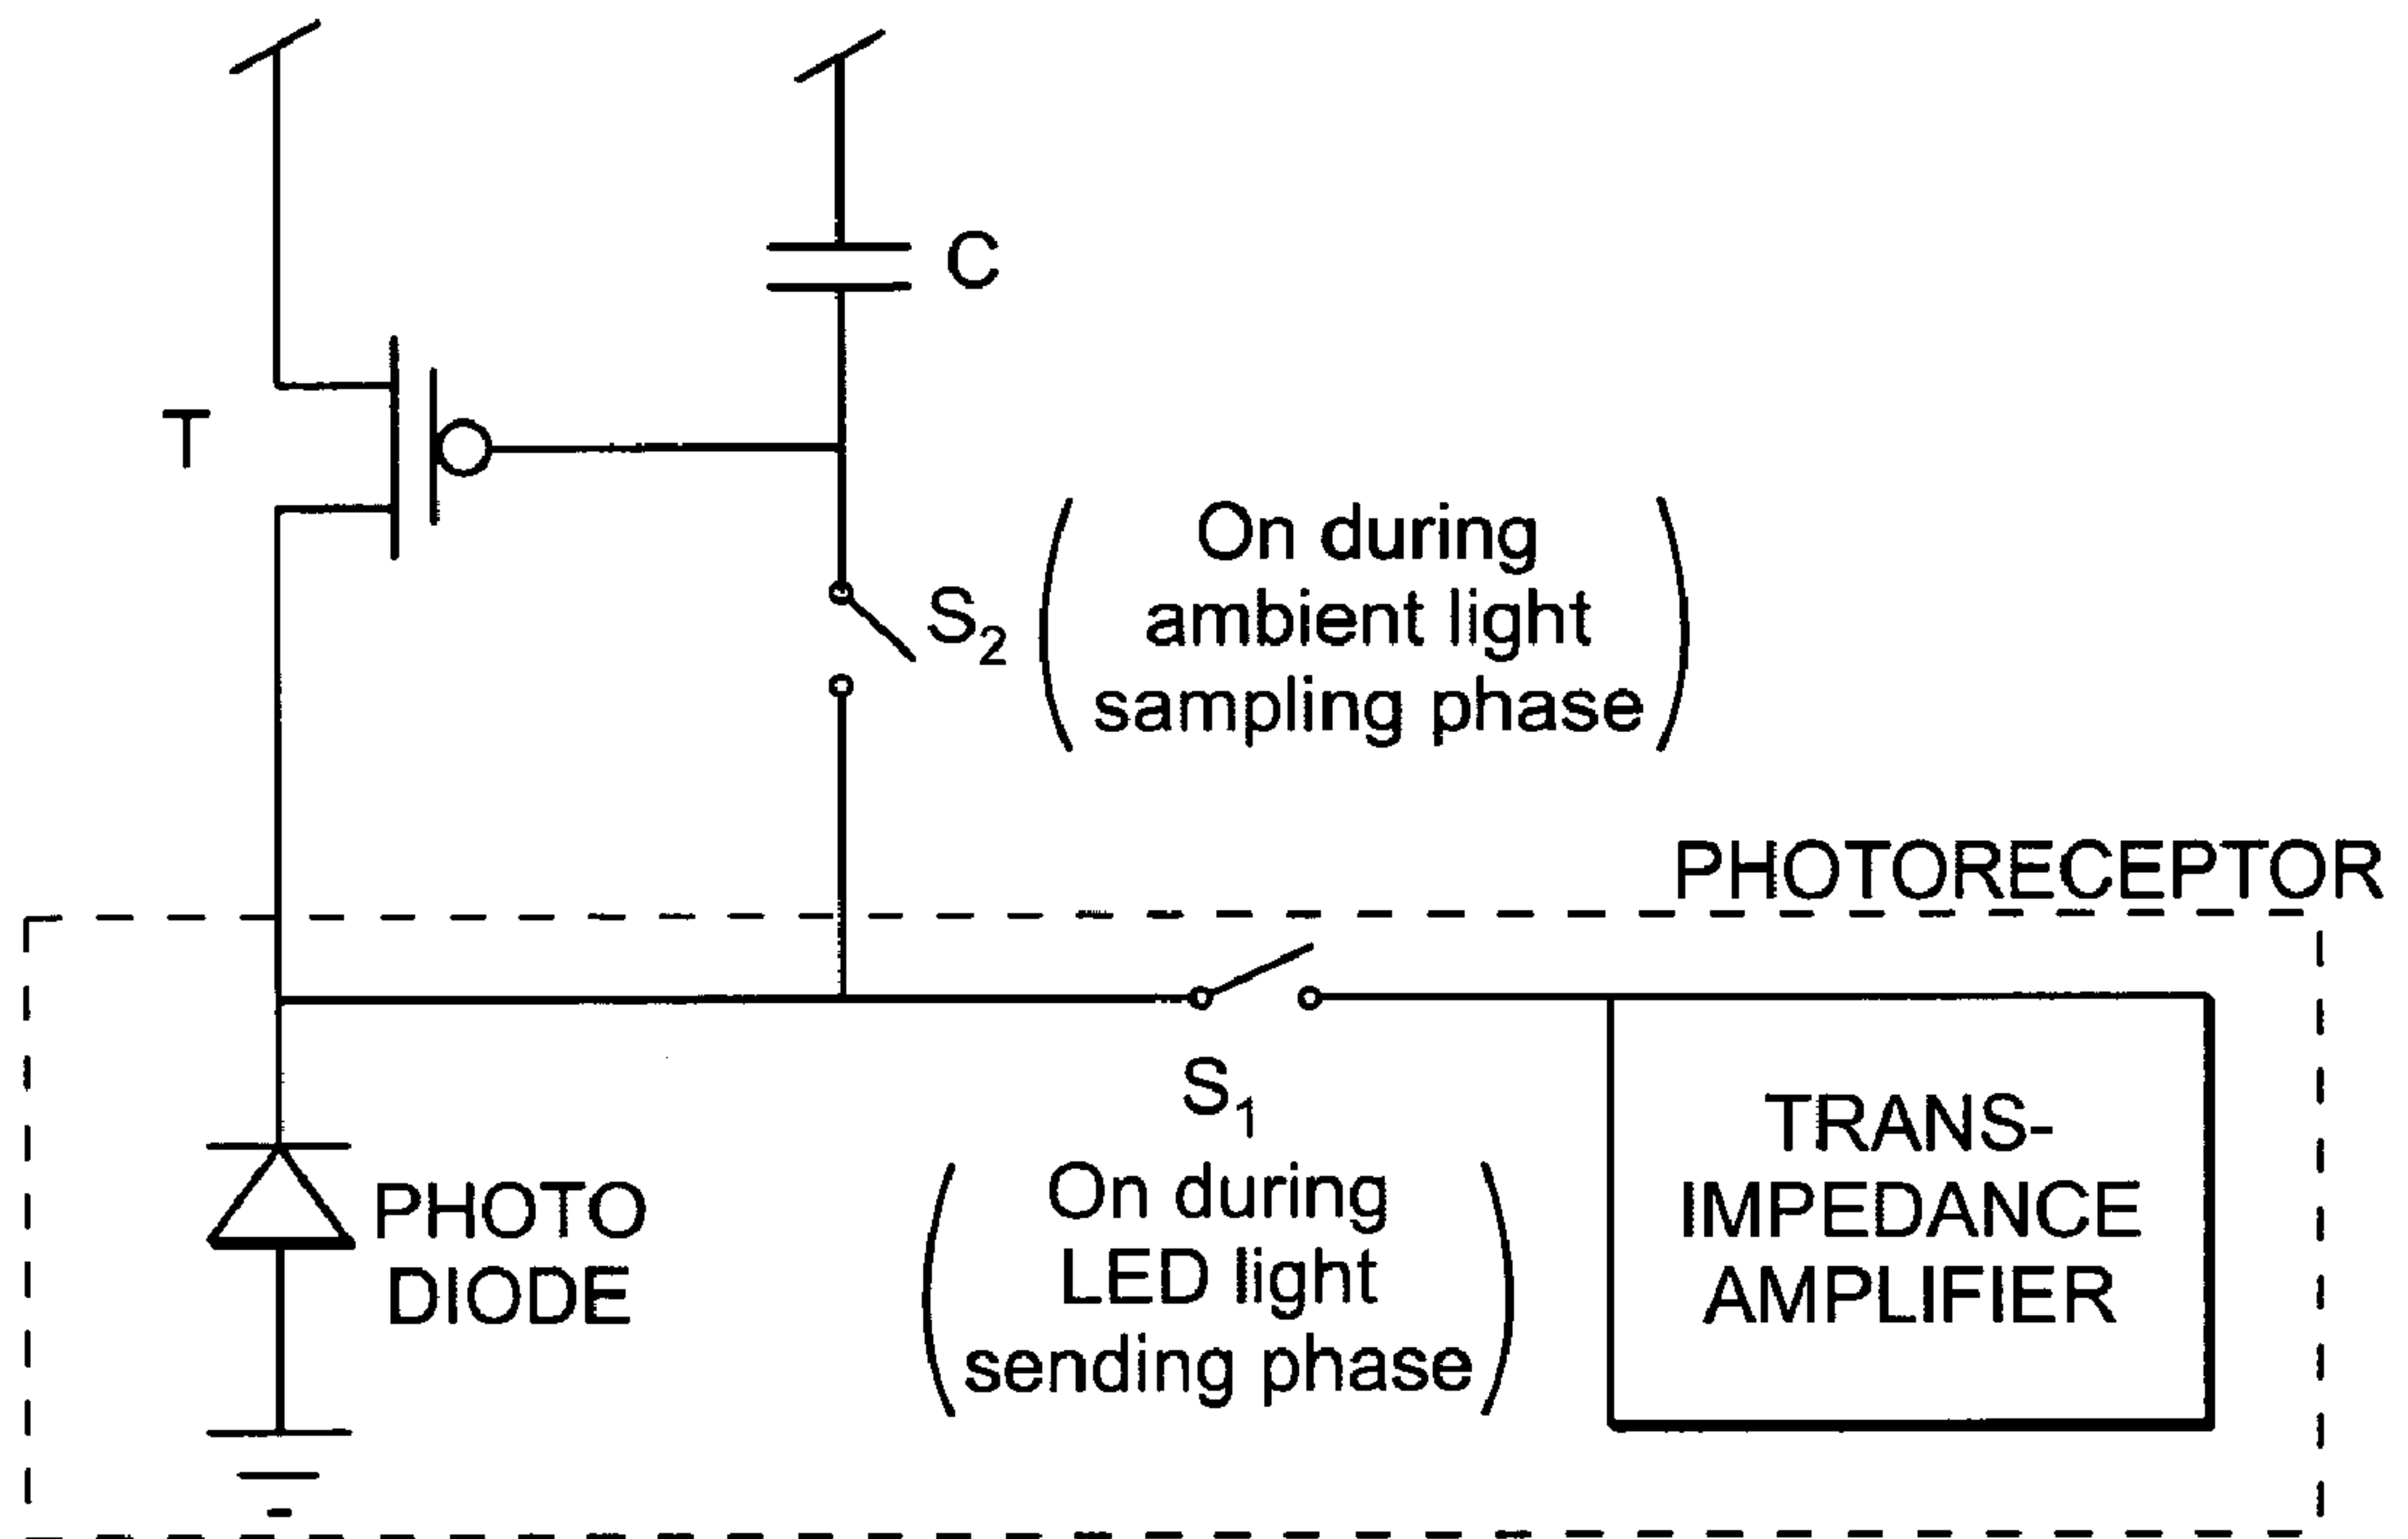 C
T
S₂
On during
ambient light
sampling phase
PHOTORECEPTOR
S₁
On during
LED light
sending phase
PHOTO
DIODE
TRANS-
IMPEDANCE
AMPLIFIER